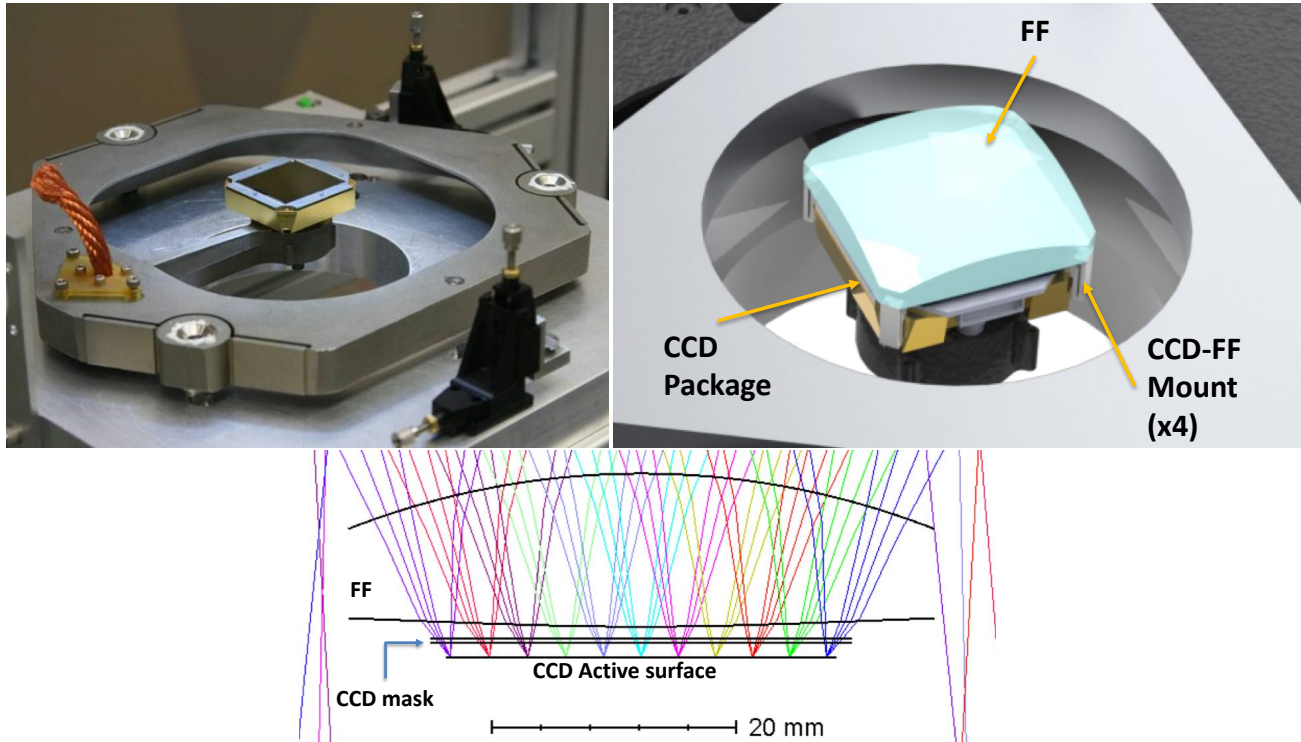 FF
CCD
Package
CCD-FF
Mount
(x4)
FF
CCD Active surface
CCD mask
20 mm